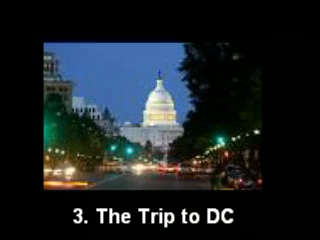 3. The Trip to DC